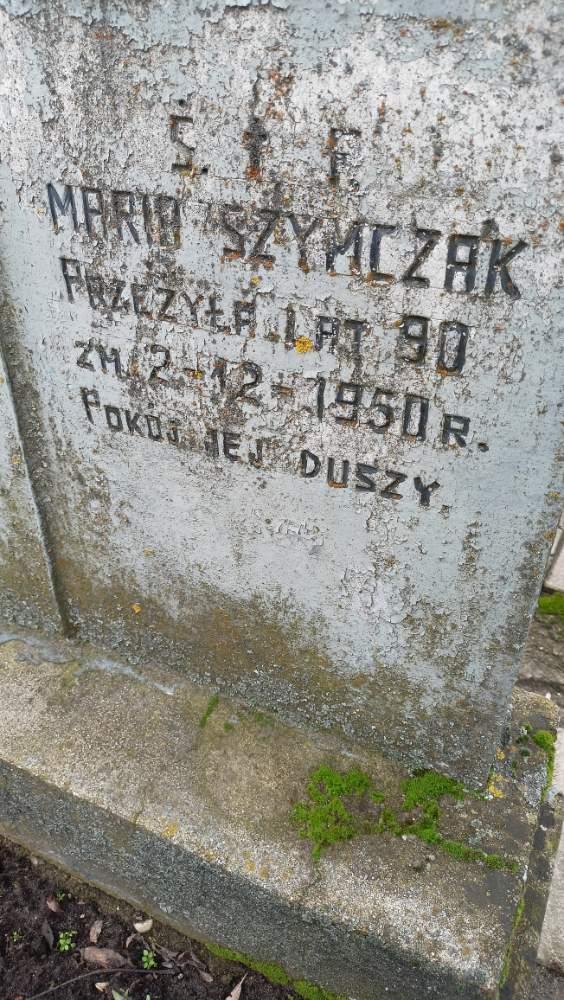 Ś. P.
MARIA SZYMCZAK
PRZEŻYŁA LAT 90
ZM. 2-12-1950 R.
POKÓJ JEJ DUSZY.